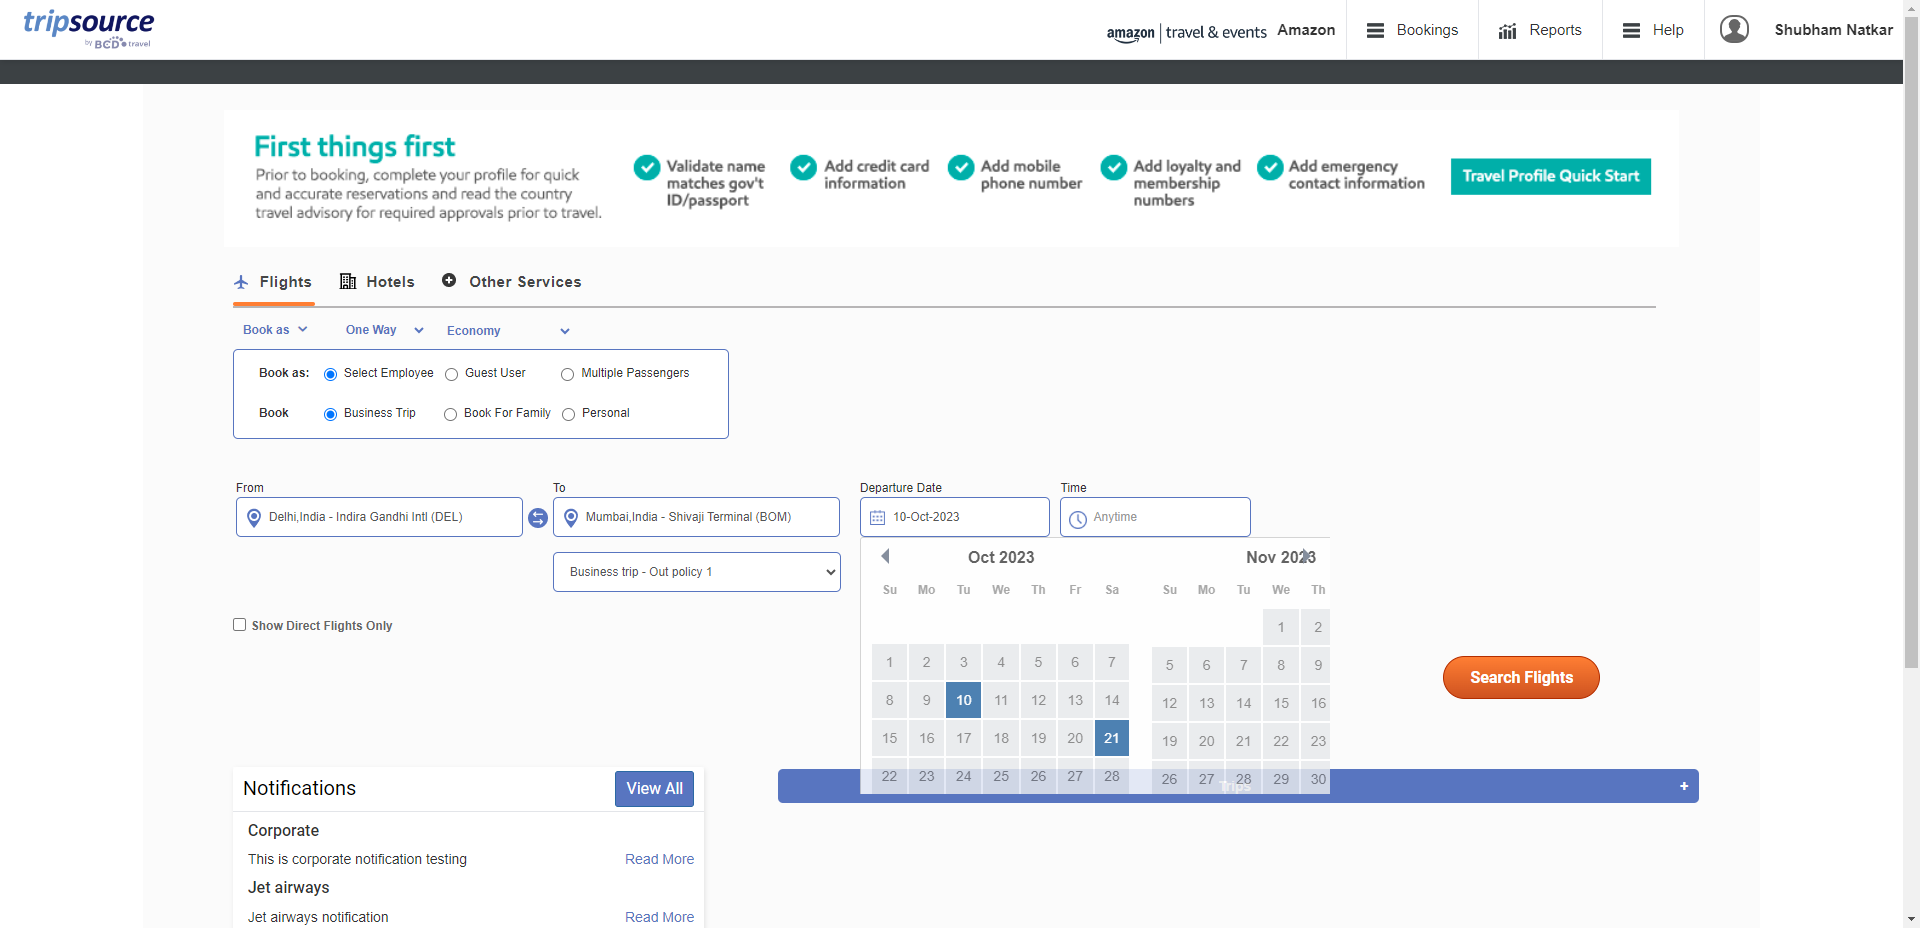 tripsource
by BCD travel
amazon | travel & events Amazon
Bookings
Reports
Help
Shubham Natkar
First things first
Prior to booking, complete your profile for quick
and accurate reservations and read the country
travel advisory for required approvals prior to travel.
Validate name
matches gov't
ID/passport
Add credit card
information
Add mobile
phone number
Add loyalty and
membership
numbers
Add emergency
contact information
Travel Profile Quick Start
Flights
Hotels
Other Services
Book as
One Way
Economy
Book as: Select Employee Guest User Multiple Passengers
Book Business Trip Book For Family Personal
From
To
Departure Date
Time
Delhi,India - Indira Gandhi Intl (DEL)
Mumbai,India - Shivaji Terminal (BOM)
10-Oct-2023
Anytime
Business trip - Out policy 1
Show Direct Flights Only
Oct 2023
Su Mo Tu We Th Fr Sa
1 2 3 4 5 6 7
8 9 10 11 12 13 14
15 16 17 18 19 20 21
22 23 24 25 26 27 28
Nov 2023
Su Mo Tu We Th
1 2
5 6 7 8 9
12 13 14 15 16
19 20 21 22 23
26 27 28 29 30
Search Flights
Trips
+
Notifications
View All
Corporate
This is corporate notification testing Read More
Jet airways
Jet airways notification Read More